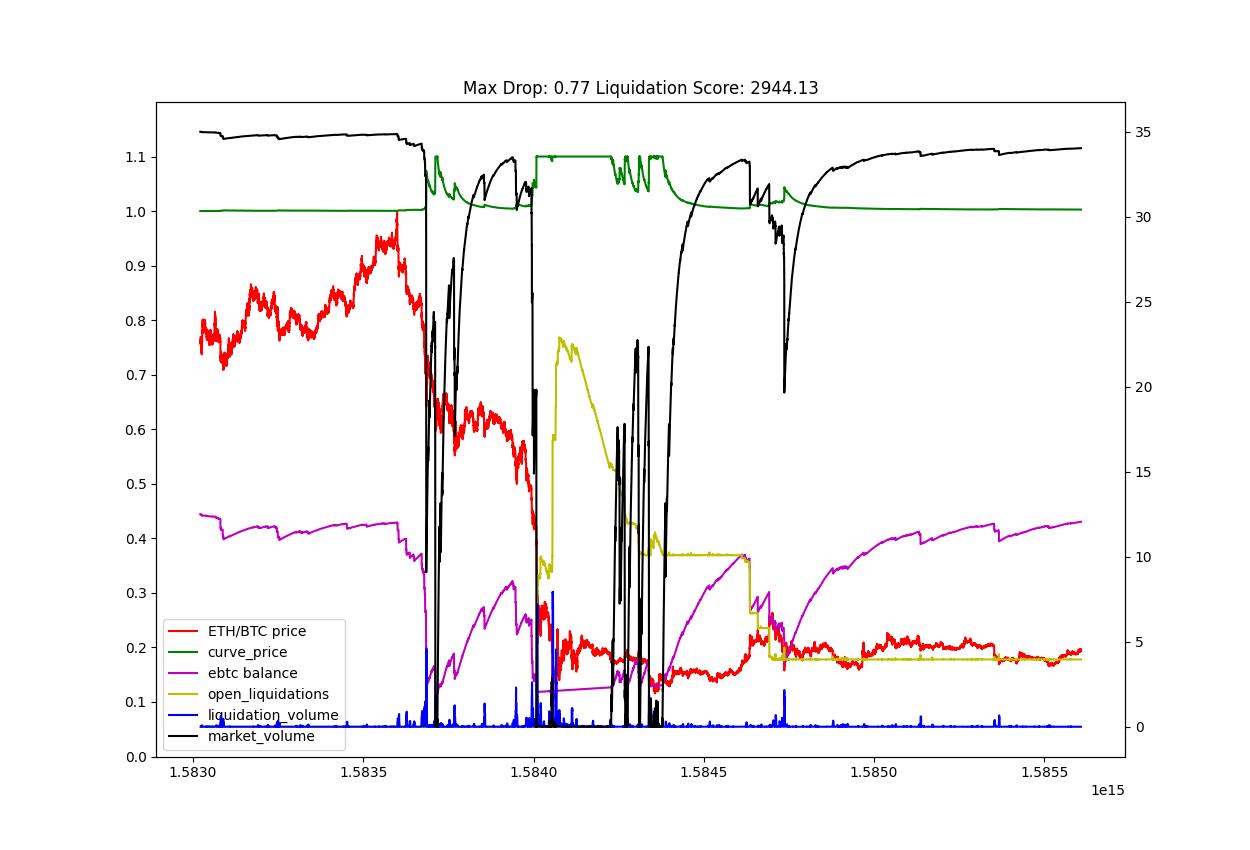 Max Drop: 0.77 Liquidation Score: 2944.13
1.1
1.0
0.9
0.8
0.7
0.6
0.5
0.4
0.3
0.2
0.1
0.0
35
30
25
20
15
10
5
0
ETH/BTC price
curve_price
ebtc balance
open_liquidations
liquidation_volume
market_volume
1.5830 1.5835 1.5840 1.5845 1.5850 1.5855
1e15